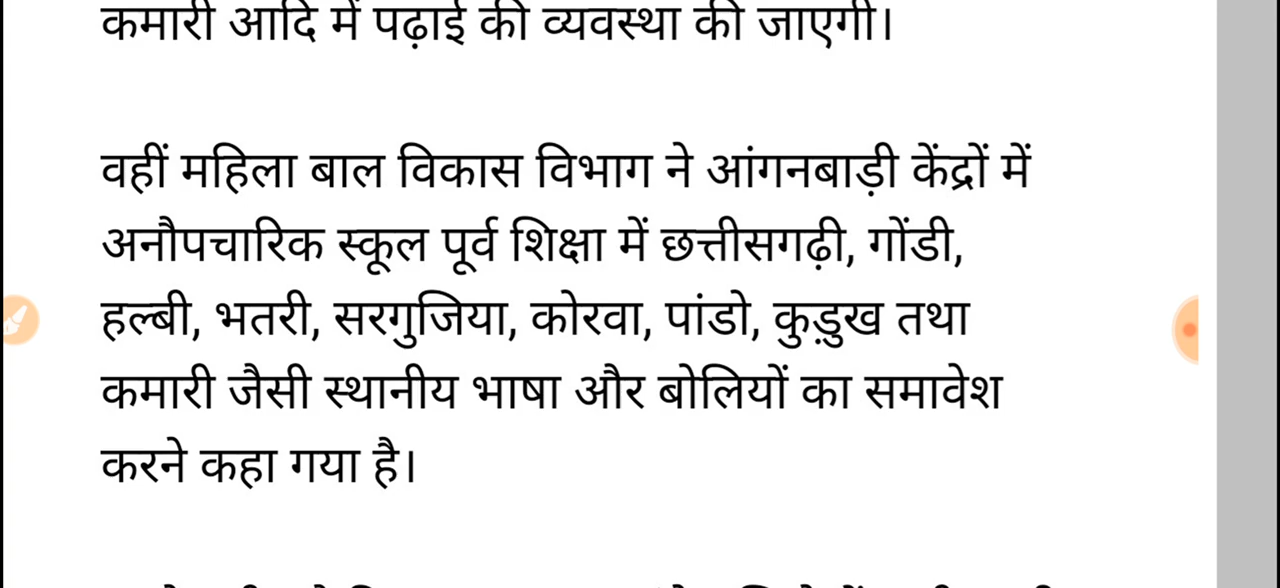 कमारी आदि में पढ़ाई की व्यवस्था की जाएगी।
वहीं महिला बाल विकास विभाग ने आंगनबाड़ी केंद्रों में
अनौपचारिक स्कूल पूर्व शिक्षा में छत्तीसगढ़ी, गोंडी,
हल्बी, भतरी, सरगुजिया, कोरवा, पांडो, कुड़ुख तथा
कमारी जैसी स्थानीय भाषा और बोलियों का समावेश
करने कहा गया है।